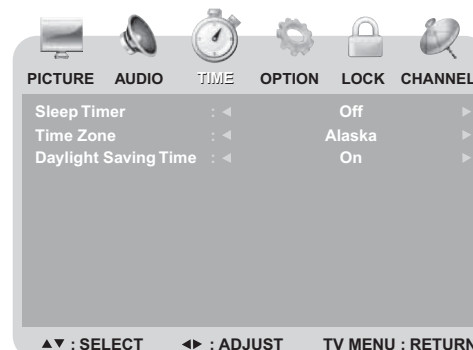 PICTURE AUDIO TIME OPTION LOCK CHANNEL
Sleep Timer : ◀ Off ▶
Time Zone : ◀ Alaska ▶
Daylight Saving Time : ◀ On ▶
▲▼ : SELECT ◀▶ : ADJUST TV MENU : RETURN